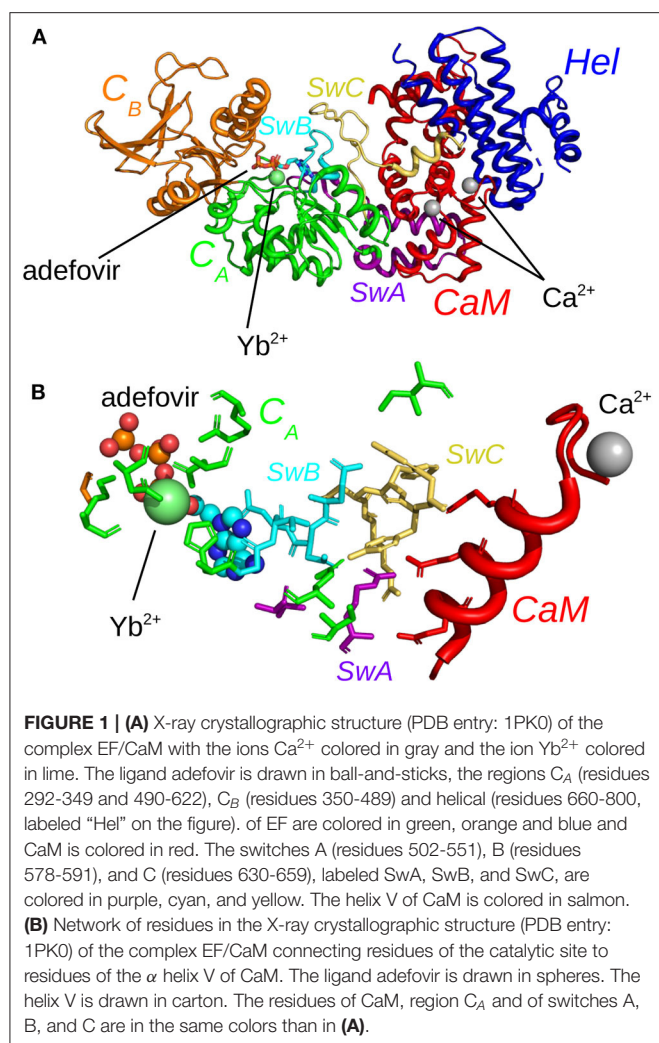 A
C_B
SwB
SwC
Hel
adefovir
C_A
Yb²⁺
SwA
CaM
Ca²⁺
B
adefovir
C_A
Ca²⁺
SwB
SwC
Yb²⁺
SwA
CaM
FIGURE 1 | (A) X-ray crystallographic structure (PDB entry: 1PK0) of the
complex EF/CaM with the ions Ca²⁺ colored in gray and the ion Yb²⁺ colored
in lime. The ligand adefovir is drawn in ball-and-sticks, the regions C_A (residues
292-349 and 490-622), C_B (residues 350-489) and helical (residues 660-800,
labeled “Hel” on the figure). of EF are colored in green, orange and blue and
CaM is colored in red. The switches A (residues 502-551), B (residues
578-591), and C (residues 630-659), labeled SwA, SwB, and SwC, are
colored in purple, cyan, and yellow. The helix V of CaM is colored in salmon.
(B) Network of residues in the X-ray crystallographic structure (PDB entry:
1PK0) of the complex EF/CaM connecting residues of the catalytic site to
residues of the α helix V of CaM. The ligand adefovir is drawn in spheres. The
helix V is drawn in carton. The residues of CaM, region C_A and of switches A,
B, and C are in the same colors than in (A).